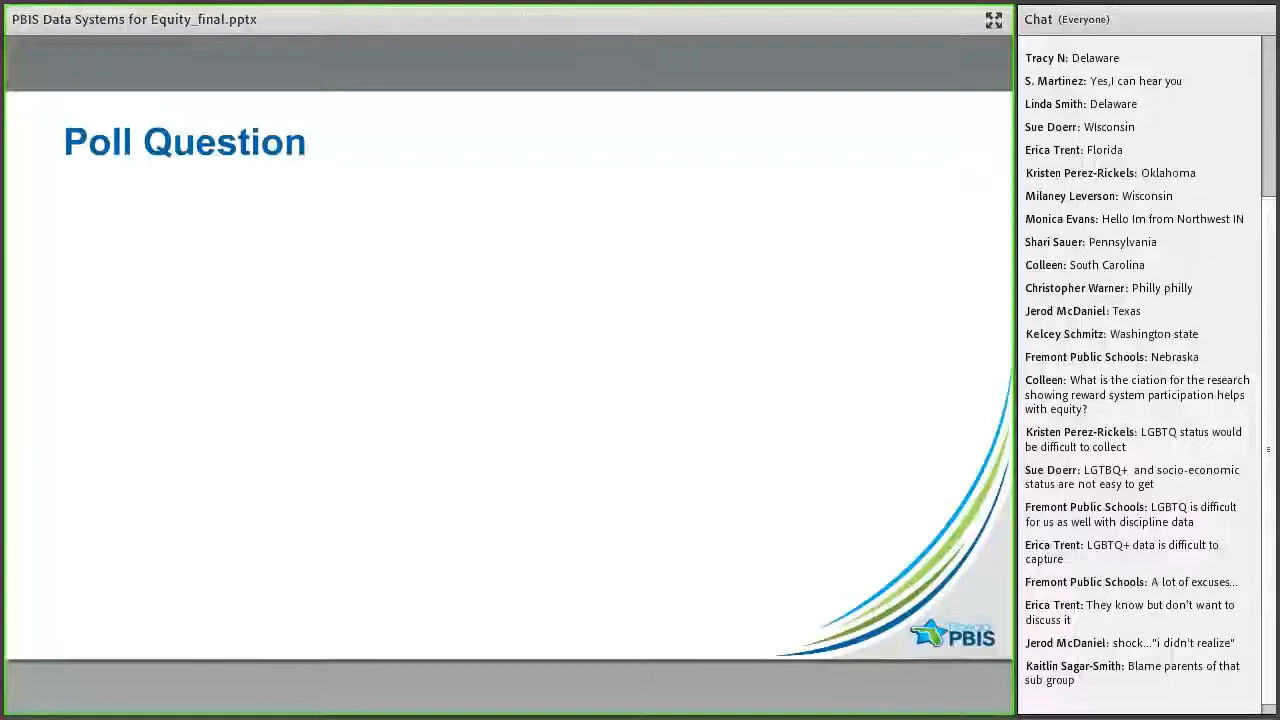 PBIS Data Systems for Equity_final.pptx
Poll Question
PBIS
Chat (Everyone)
Tracy N: Delaware
S. Martinez: Yes,I can hear you
Linda Smith: Delaware
Sue Doerr: WIsconsin
Erica Trent: Florida
Kristen Perez-Rickels: Oklahoma
Milaney Leverson: Wisconsin
Monica Evans: Hello Im from Northwest IN
Shari Sauer: Pennsylvania
Colleen: South Carolina
Christopher Warner: Philly philly
Jerod McDaniel: Texas
Kelcey Schmitz: Washington state
Fremont Public Schools: Nebraska
Colleen: What is the ciation for the research
showing reward system participation helps
with equity?
Kristen Perez-Rickels: LGBTQ status would
be difficult to collect
Sue Doerr: LGTBQ+ and socio-economic
status are not easy to get
Fremont Public Schools: LGBTQ is difficult
for us as well with discipline data
Erica Trent: LGBTQ+ data is difficult to
capture
Fremont Public Schools: A lot of excuses...
Erica Trent: They know but don't want to
discuss it
Jerod McDaniel: shock..."i didn't realize"
Kaitlin Sagar-Smith: Blame parents of that
sub group